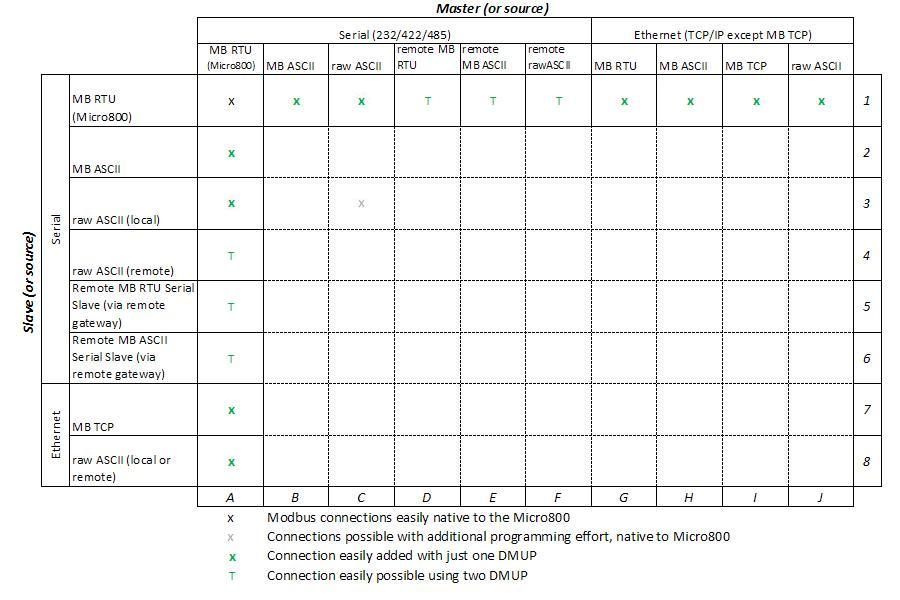 Master (or source)
Serial (232/422/485)
Ethernet (TCP/IP except MB TCP)
MB RTU
(Micro800)
MB ASCII
raw ASCII
remote MB
RTU
remote
MB ASCII
remote
rawASCII
MB RTU
MB ASCII
MB TCP
raw ASCII
Slave (or source)
Serial
MB RTU
(Micro800)
x x x T T T x x x x 1
MB ASCII x 2
raw ASCII (local) x x 3
raw ASCII (remote) T 4
Remote MB RTU Serial
Slave (via remote
gateway)
T 5
Remote MB ASCII
Serial Slave (via
remote gateway)
T 6
Ethernet
MB TCP x 7
raw ASCII (local or
remote)
x 8
A B C D E F G H I J
x Modbus connections easily native to the Micro800
x Connections possible with additional programming effort, native to Micro800
x Connection easily added with just one DMUP
T Connection easily possible using two DMUP